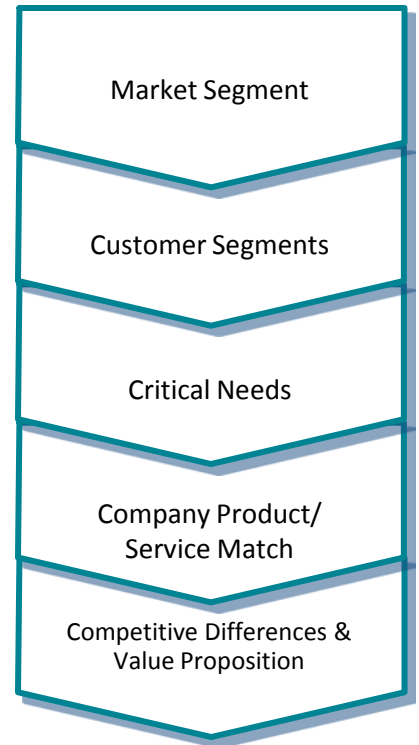 Market Segment
Customer Segments
Critical Needs
Company Product/
Service Match
Competitive Differences &
Value Proposition